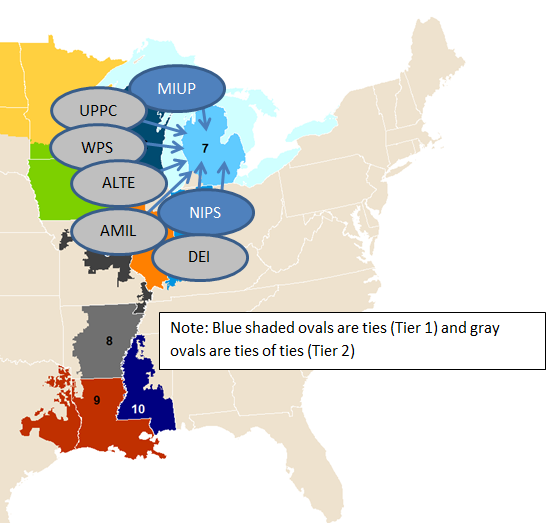 MIUP
UPPC
WPS
7
ALTE
NIPS
AMIL
DEI
Note: Blue shaded ovals are ties (Tier 1) and gray
ovals are ties of ties (Tier 2)
8
9
10